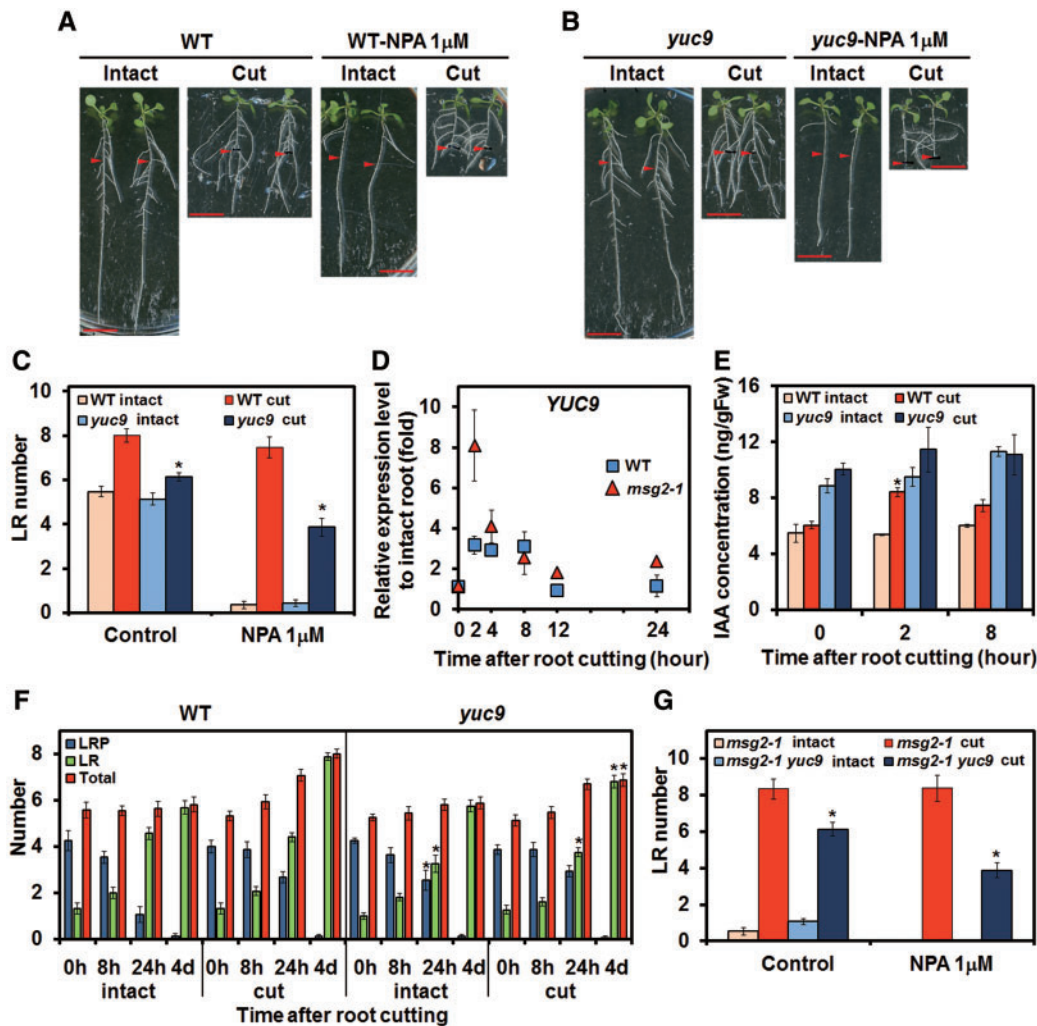 A
WT
WT-NPA 1μM
Intact
Cut
Intact
Cut
B
yuc9
yuc9-NPA 1μM
Intact
Cut
Intact
Cut
C
LR number
10
8
6
4
2
0
WT intact
WT cut
yuc9 intact
yuc9 cut
*
*
Control
NPA 1μM
D
Relative expression level
to intact root (fold)
10
8
6
4
2
0
YUC9
WT
msg2-1
0 2 4 8 12 24
Time after root cutting (hour)
E
IAA concentration (ng/gFw)
16
12
8
4
0
WT intact
WT cut
yuc9 intact
yuc9 cut
*
0 2 8
Time after root cutting (hour)
F
WT
yuc9
Number
8
6
4
2
0
LRP
LR
Total
* *
*
* *
0h 8h 24h 4d 0h 8h 24h 4d 0h 8h 24h 4d 0h 8h 24h 4d
intact cut intact cut
Time after root cutting
G
LR number
10
8
6
4
2
0
msg2-1 intact
msg2-1 cut
msg2-1 yuc9 intact
msg2-1 yuc9 cut
*
*
Control
NPA 1μM